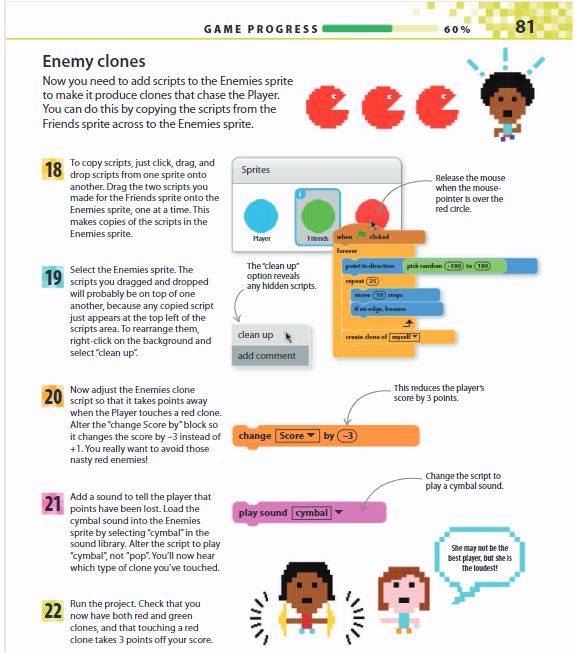 GAME PROGRESS 60% 81
Enemy clones
Now you need to add scripts to the Enemies sprite
to make it produce clones that chase the Player.
You can do this by copying the scripts from the
Friends sprite across to the Enemies sprite.
18 To copy scripts, just click, drag, and
drop scripts from one sprite onto
another. Drag the two scripts you
made for the Friends sprite onto the
Enemies sprite, one at a time. This
makes copies of the scripts in the
Enemies sprite.
Sprites
i
Player
Friends
Release the mouse
when the mouse-
pointer is over the
red circle.
when clicked
forever
point in direction pick random -180 to 180
repeat 25
move 10 steps
if on edge, bounce
create clone of myself
19 Select the Enemies sprite. The
scripts you dragged and dropped
will probably be on top of one
another, because any copied script
just appears at the top left of the
scripts area. To rearrange them,
right-click on the background and
select "clean up".
The "clean up"
option reveals
any hidden scripts.
clean up
add comment
20 Now adjust the Enemies clone
script so that it takes points away
when the Player touches a red clone.
Alter the "change Score by" block so
it changes the score by –3 instead of
+1. You really want to avoid those
nasty red enemies!
This reduces the player's
score by 3 points.
change Score by –3
21 Add a sound to tell the player that
points have been lost. Load the
cymbal sound into the Enemies
sprite by selecting "cymbal" in the
sound library. Alter the script to play
"cymbal", not "pop". You'll now hear
which type of clone you've touched.
Change the script to
play a cymbal sound.
play sound cymbal
She may not be the
best player, but she is
the loudest!
22 Run the project. Check that you
now have both red and green
clones, and that touching a red
clone takes 3 points off your score.